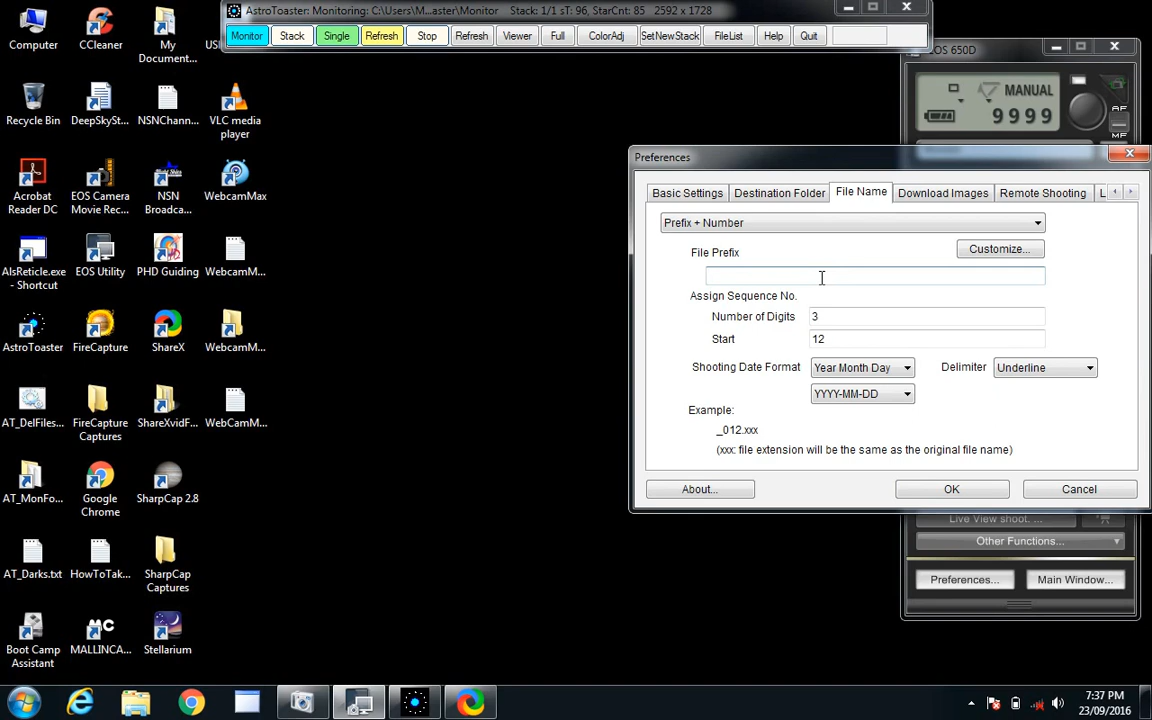 AstroToaster: Monitoring: C:\Users\M...aster\Monitor Stack: 1/1 sT: 96, StarCnt: 85 2592 x 1728
Monitor Stack Single Refresh Stop Refresh Viewer Full ColorAdj SetNewStack FileList Help Quit
EOS 650D
MANUAL
9999
AF
MF
Computer
CCleaner
My Document...
Recycle Bin
DeepSkySt...
NSNChann...
VLC media player
Acrobat Reader DC
EOS Camera Movie Rec...
NSN Broadca...
WebcamMax
AlsReticle.exe - Shortcut
EOS Utility
PHD Guiding
WebcamM...
AstroToaster
FireCapture
ShareX
WebcamM...
AT_DelFiles...
FireCapture Captures
ShareXvidF...
WebCamM...
AT_MonFo...
Google Chrome
SharpCap 2.8
AT_Darks.txt
HowToTak...
SharpCap Captures
Boot Camp Assistant
MALLINCA...
Stellarium
Preferences
Basic Settings Destination Folder File Name Download Images Remote Shooting L
Prefix + Number
File Prefix Customize...
Assign Sequence No.
Number of Digits 3
Start 12
Shooting Date Format Year Month Day Delimiter Underline
YYYY-MM-DD
Example:
_012.xxx
(xxx: file extension will be the same as the original file name)
About... OK Cancel
Live View shoot. ...
Other Functions...
Preferences... Main Window...
7:37 PM
23/09/2016